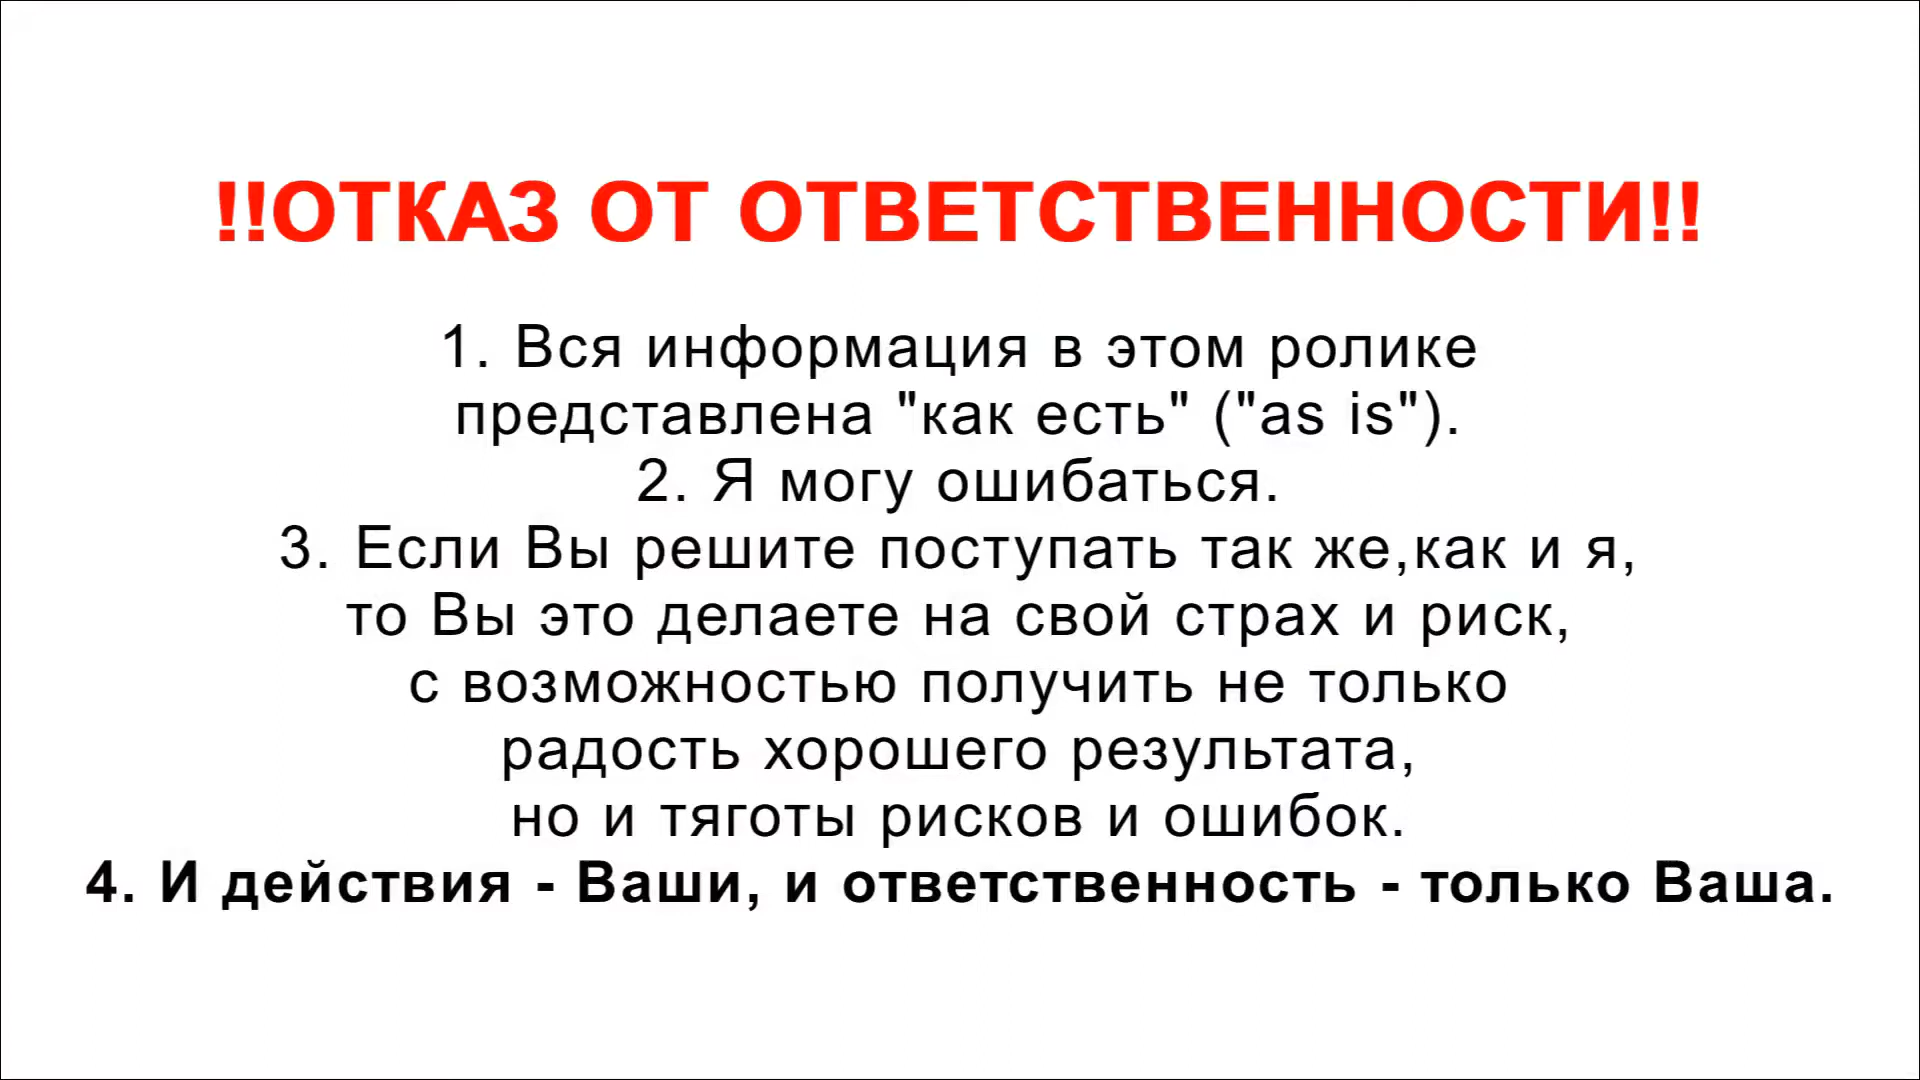 !!ОТКАЗ ОТ ОТВЕТСТВЕННОСТИ!!
1. Вся информация в этом ролике
представлена "как есть" ("as is").
2. Я могу ошибаться.
3. Если Вы решите поступать так же,как и я,
то Вы это делаете на свой страх и риск,
с возможностью получить не только
радость хорошего результата,
но и тяготы рисков и ошибок.
4. И действия - Ваши, и ответственность - только Ваша.